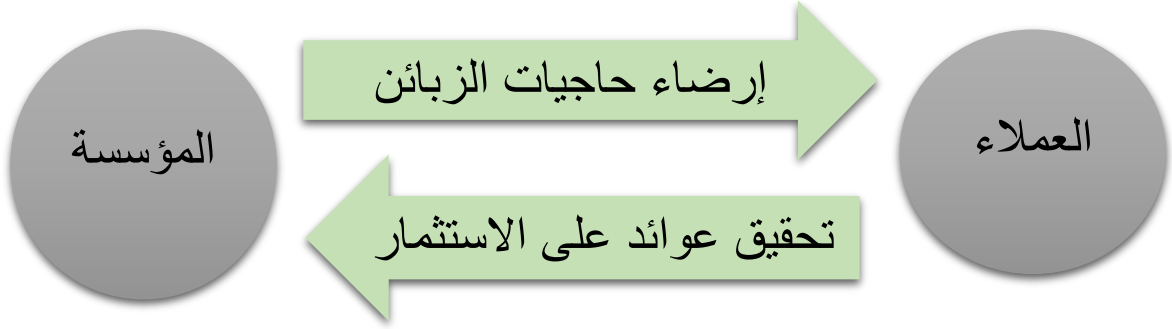 إرضاء حاجيات الزبائن
العملاء
المؤسسة
تحقيق عوائد على الاستثمار